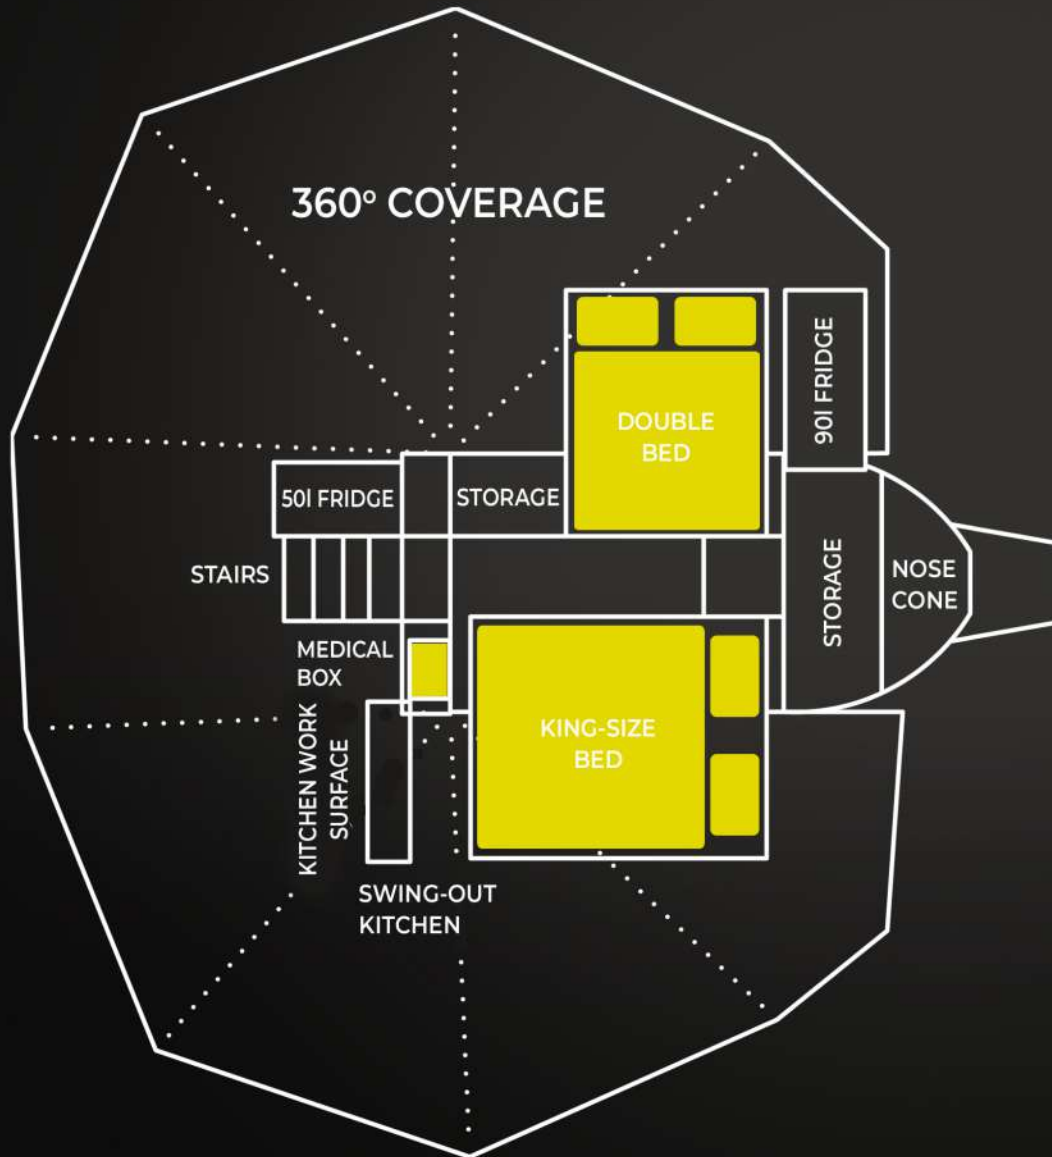 360º COVERAGE
90l FRIDGE
DOUBLE
BED
50l FRIDGE
STORAGE
STAIRS
STORAGE
NOSE
CONE
MEDICAL
BOX
KITCHEN WORK
SURFACE
KING-SIZE
BED
SWING-OUT
KITCHEN